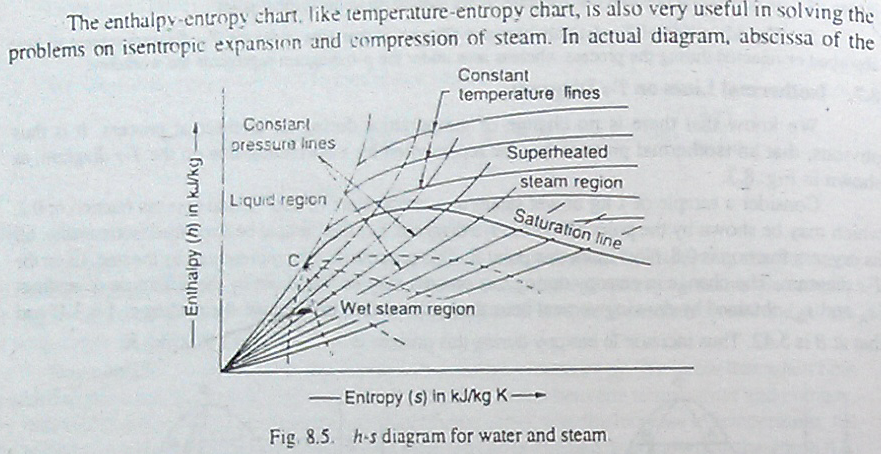 The enthalpy-entropy chart, like temperature-entropy chart, is also very useful in solving the
problems on isentropic expansion and compression of steam. In actual diagram, abscissa of the
Constant
temperature lines
Constant
pressure lines
Superheated
steam region
Liquid region
Saturation line
C
Wet steam region
Enthalpy (h) in kJ/kg
Entropy (s) in kJ/kg K
Fig. 8.5. h-s diagram for water and steam.